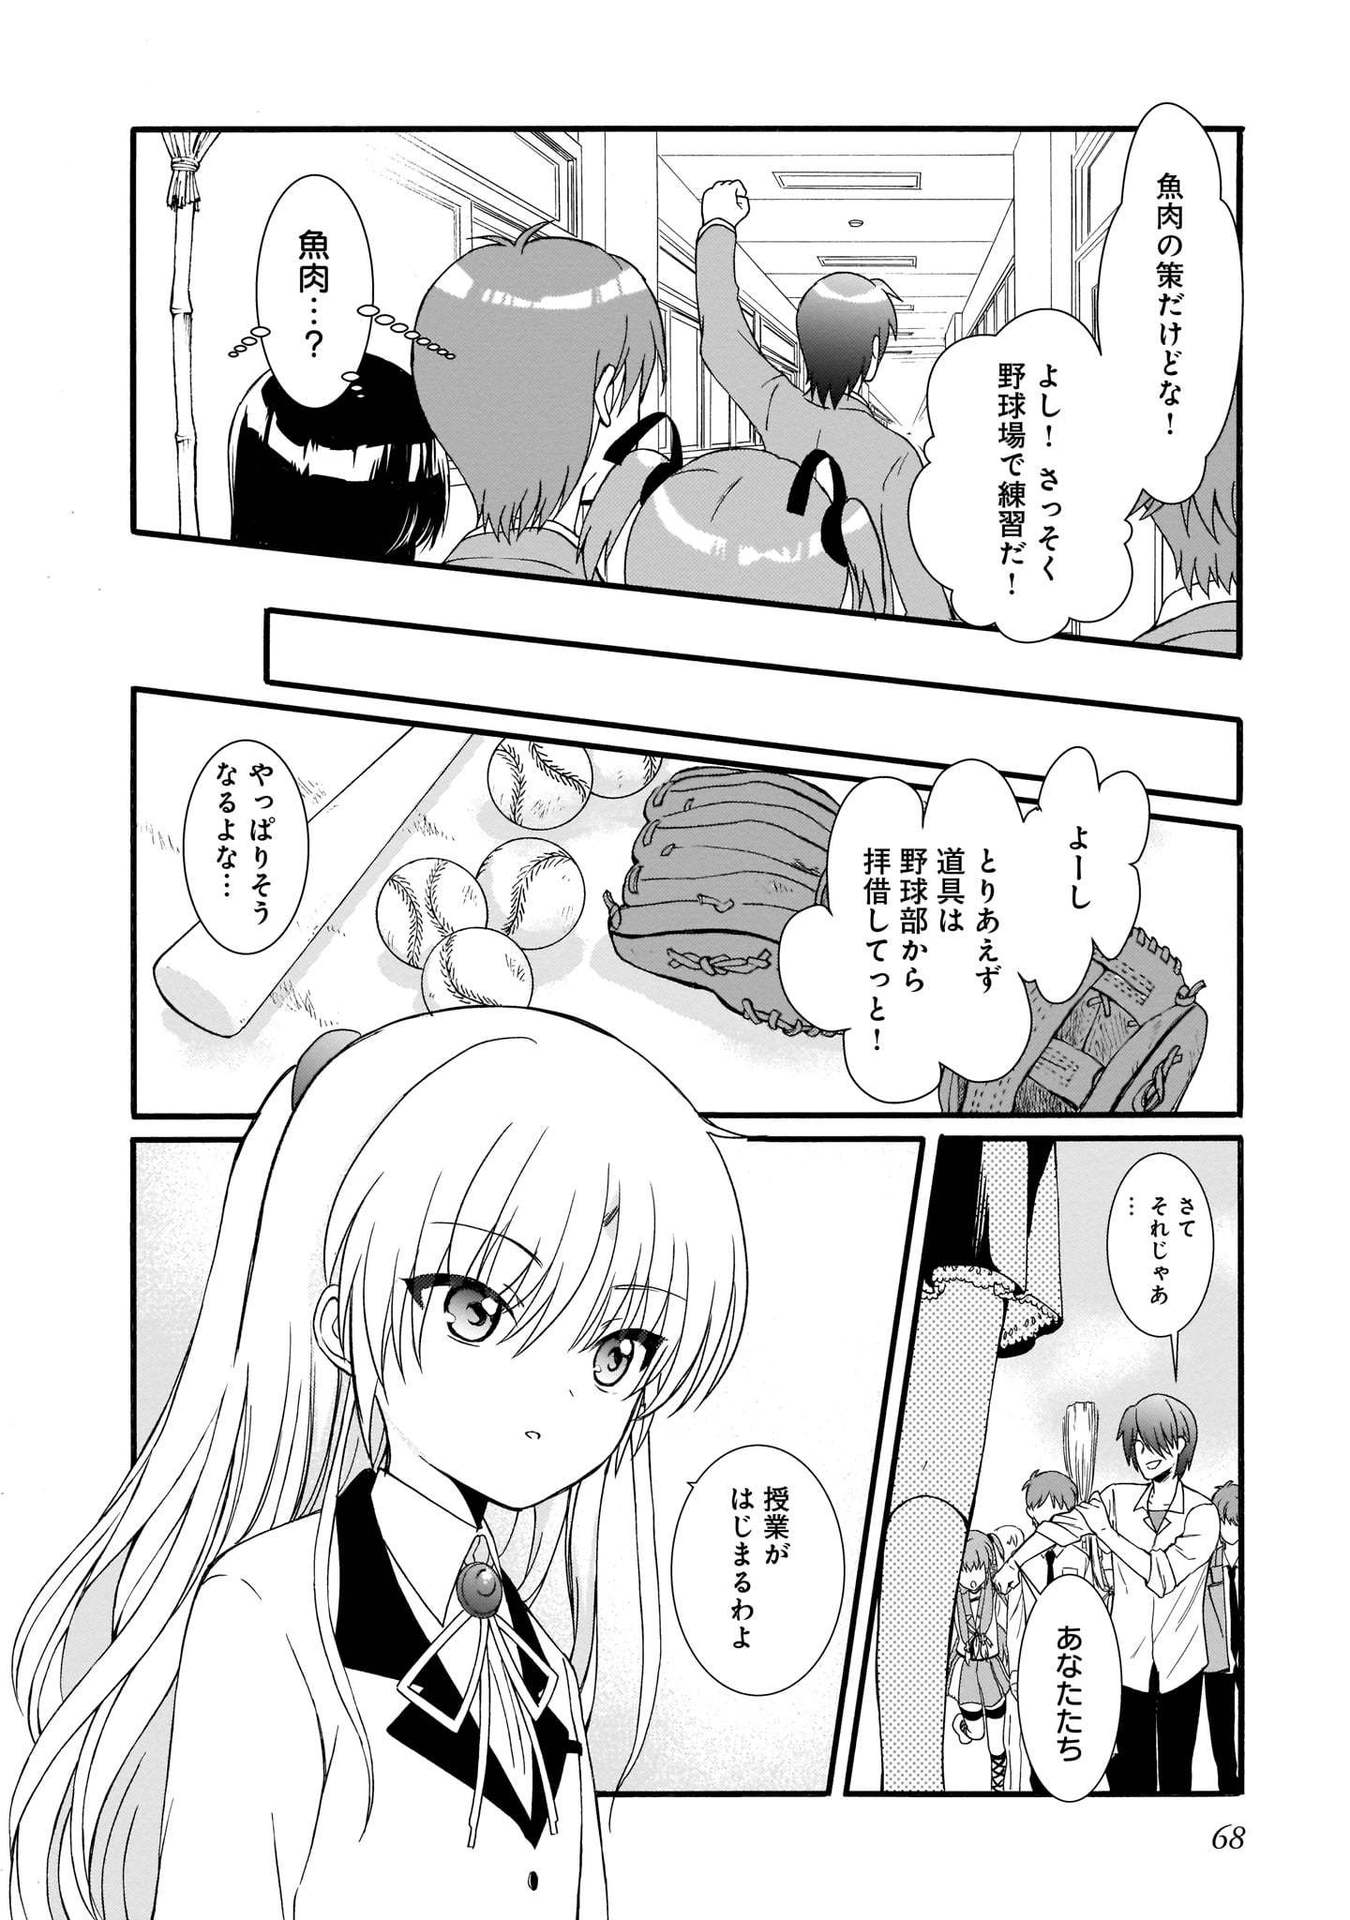 魚肉の策だけどな！
よし！さっそく
野球場で練習だ！
魚肉…？
よーし
とりあえず
道具は
野球部から
拝借してっと！
やっぱりそう
なるよな…
さて
それじゃあ
…
あなたたち
授業が
はじまるわよ
68